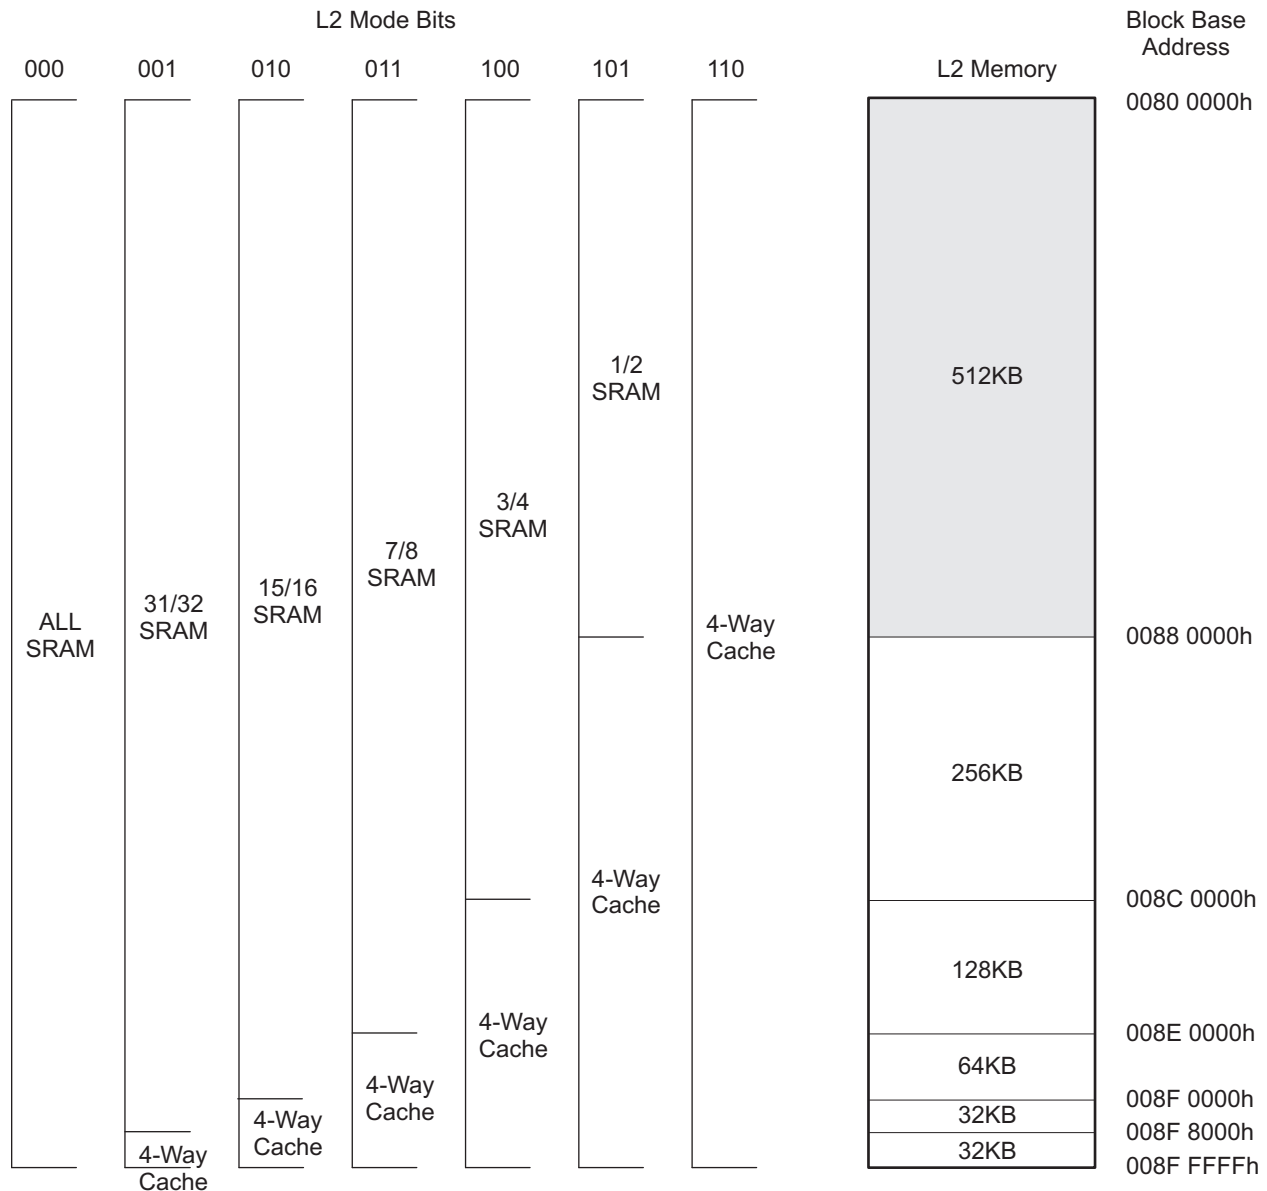 L2 Mode Bits
Block Base
Address
000 001 010 011 100 101 110 L2 Memory
0080 0000h
1/2
SRAM
512KB
3/4
SRAM
7/8
SRAM
15/16
SRAM
31/32
SRAM
ALL
SRAM
4-Way
Cache
0088 0000h
256KB
4-Way
Cache
008C 0000h
128KB
4-Way
Cache
008E 0000h
64KB
4-Way
Cache
008F 0000h
4-Way
Cache
32KB
008F 8000h
4-Way
Cache
32KB
008F FFFFh